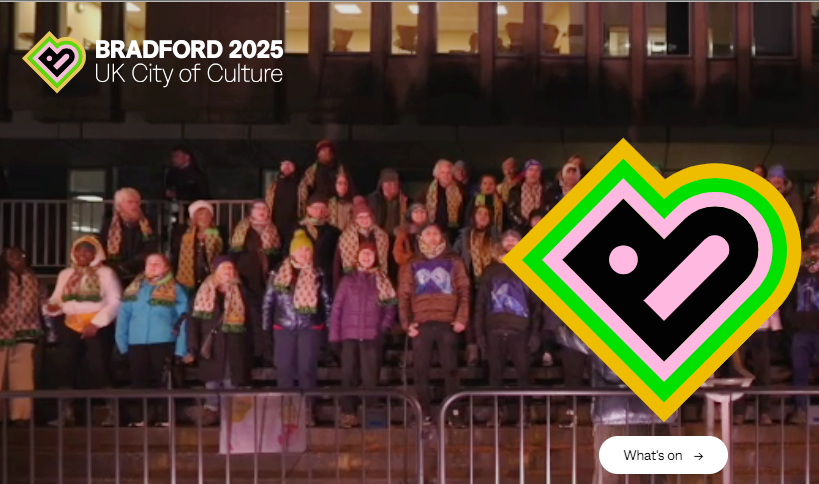 BRADFORD 2025
UK City of Culture
What's on →